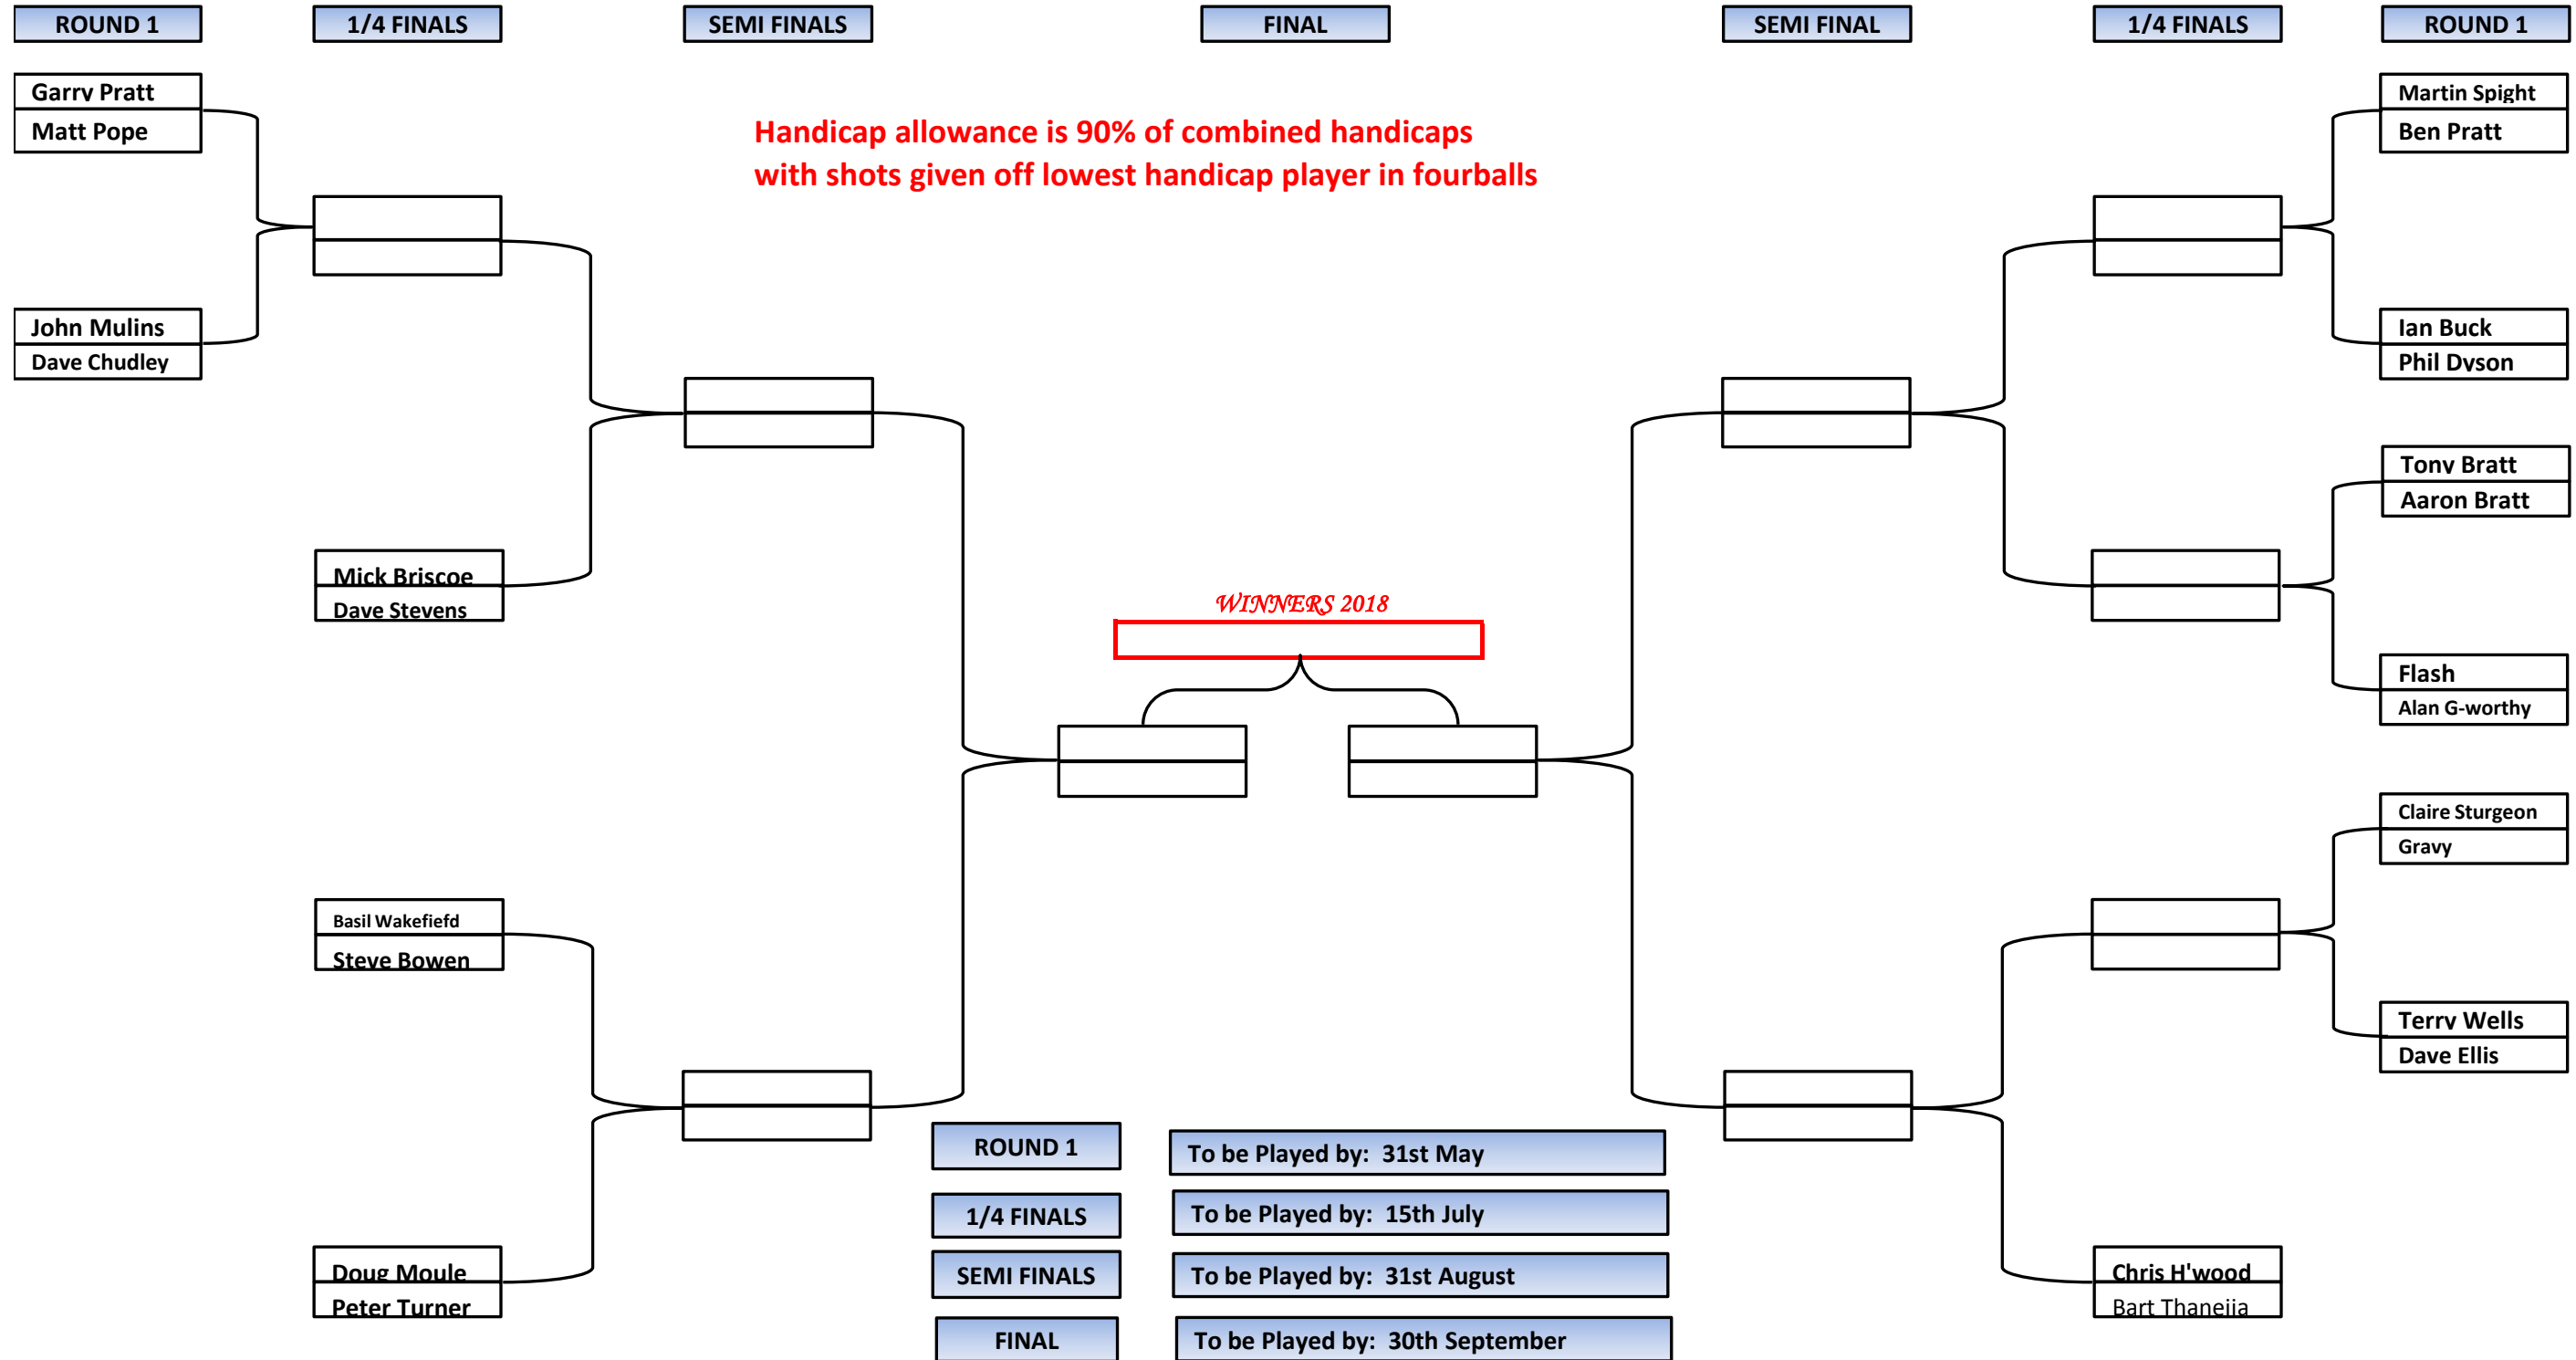 ROUND 1
1/4 FINALS
SEMI FINALS
FINAL
SEMI FINAL
1/4 FINALS
ROUND 1
Garry Pratt
Matt Pope
John Mulins
Dave Chudley
Mick Briscoe
Dave Stevens
Basil Wakefiefd
Steve Bowen
Doug Moule
Peter Turner
Handicap allowance is 90% of combined handicaps
with shots given off lowest handicap player in fourballs
WINNERS 2018
Martin Spight
Ben Pratt
Ian Buck
Phil Dyson
Tony Bratt
Aaron Bratt
Flash
Alan G-worthy
Claire Sturgeon
Gravy
Terry Wells
Dave Ellis
Chris H'wood
Bart Thanejia
ROUND 1
To be Played by: 31st May
1/4 FINALS
To be Played by: 15th July
SEMI FINALS
To be Played by: 31st August
FINAL
To be Played by: 30th September